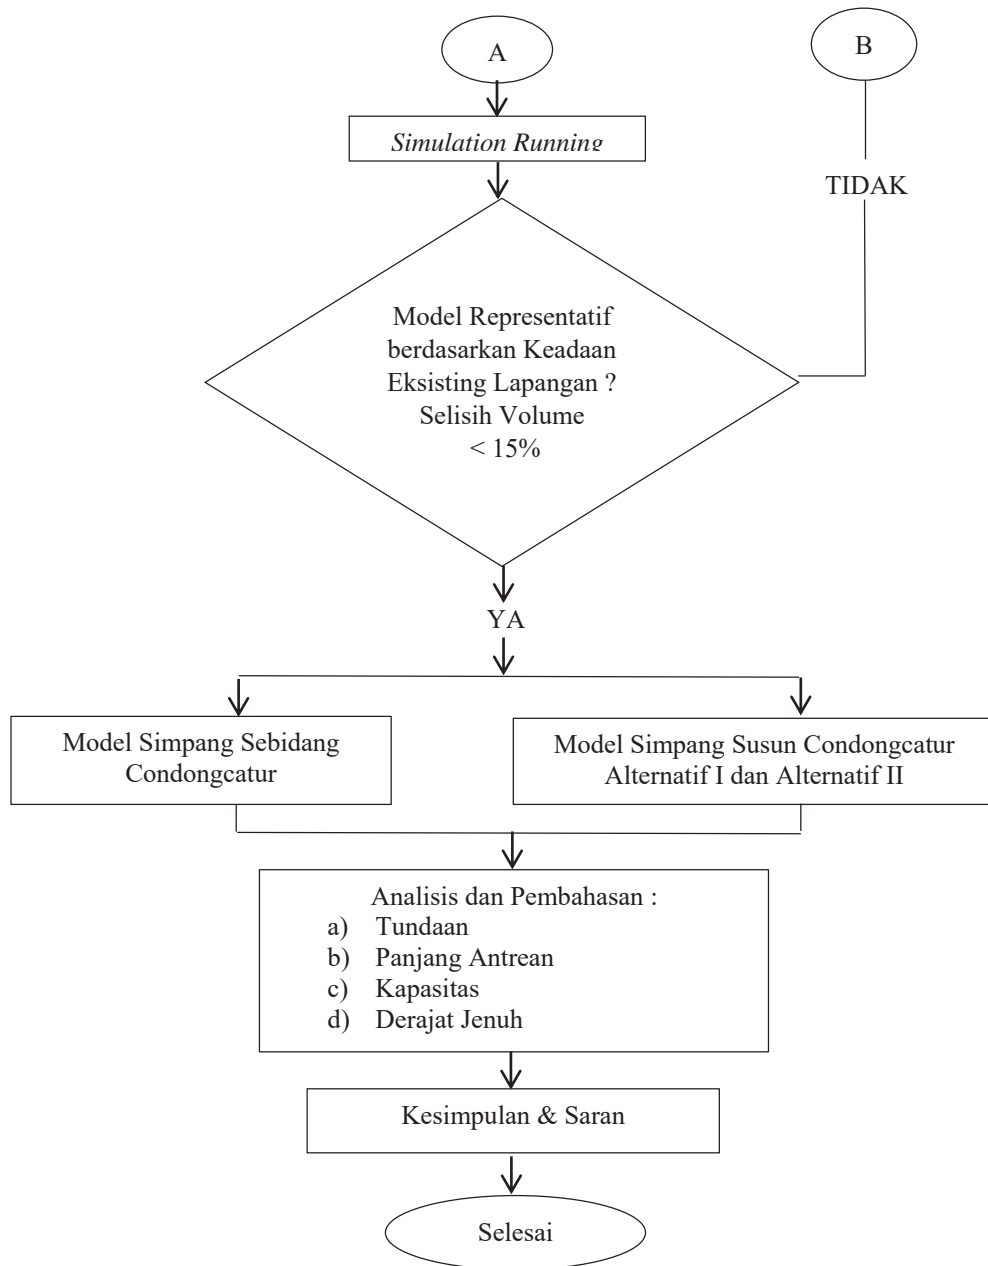 A
B
Simulation Running
TIDAK
Model Representatif
berdasarkan Keadaan
Eksisting Lapangan ?
Selisih Volume
< 15%
YA
Model Simpang Sebidang
Condongcatur
Model Simpang Susun Condongcatur
Alternatif I dan Alternatif II
Analisis dan Pembahasan :
a) Tundaan
b) Panjang Antrean
c) Kapasitas
d) Derajat Jenuh
Kesimpulan & Saran
Selesai